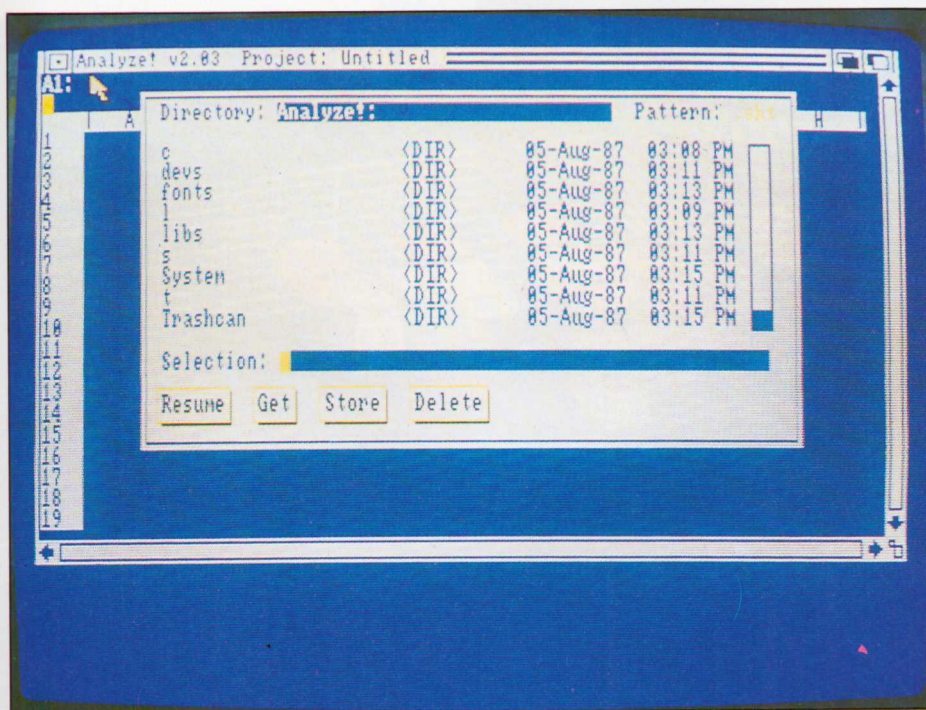 Analyze! v2.03 Project: Untitled
A1:
Directory: Analyze!:
Pattern:
A
H
c <DIR> 05-Aug-87 03:08 PM
devs <DIR> 05-Aug-87 03:11 PM
fonts <DIR> 05-Aug-87 03:13 PM
l <DIR> 05-Aug-87 03:09 PM
libs <DIR> 05-Aug-87 03:13 PM
s <DIR> 05-Aug-87 03:11 PM
System <DIR> 05-Aug-87 03:15 PM
t <DIR> 05-Aug-87 03:11 PM
Trashcan <DIR> 05-Aug-87 03:15 PM
Selection:
Resume Get Store Delete
1
2
3
4
5
6
7
8
9
10
11
12
13
14
15
16
17
18
19